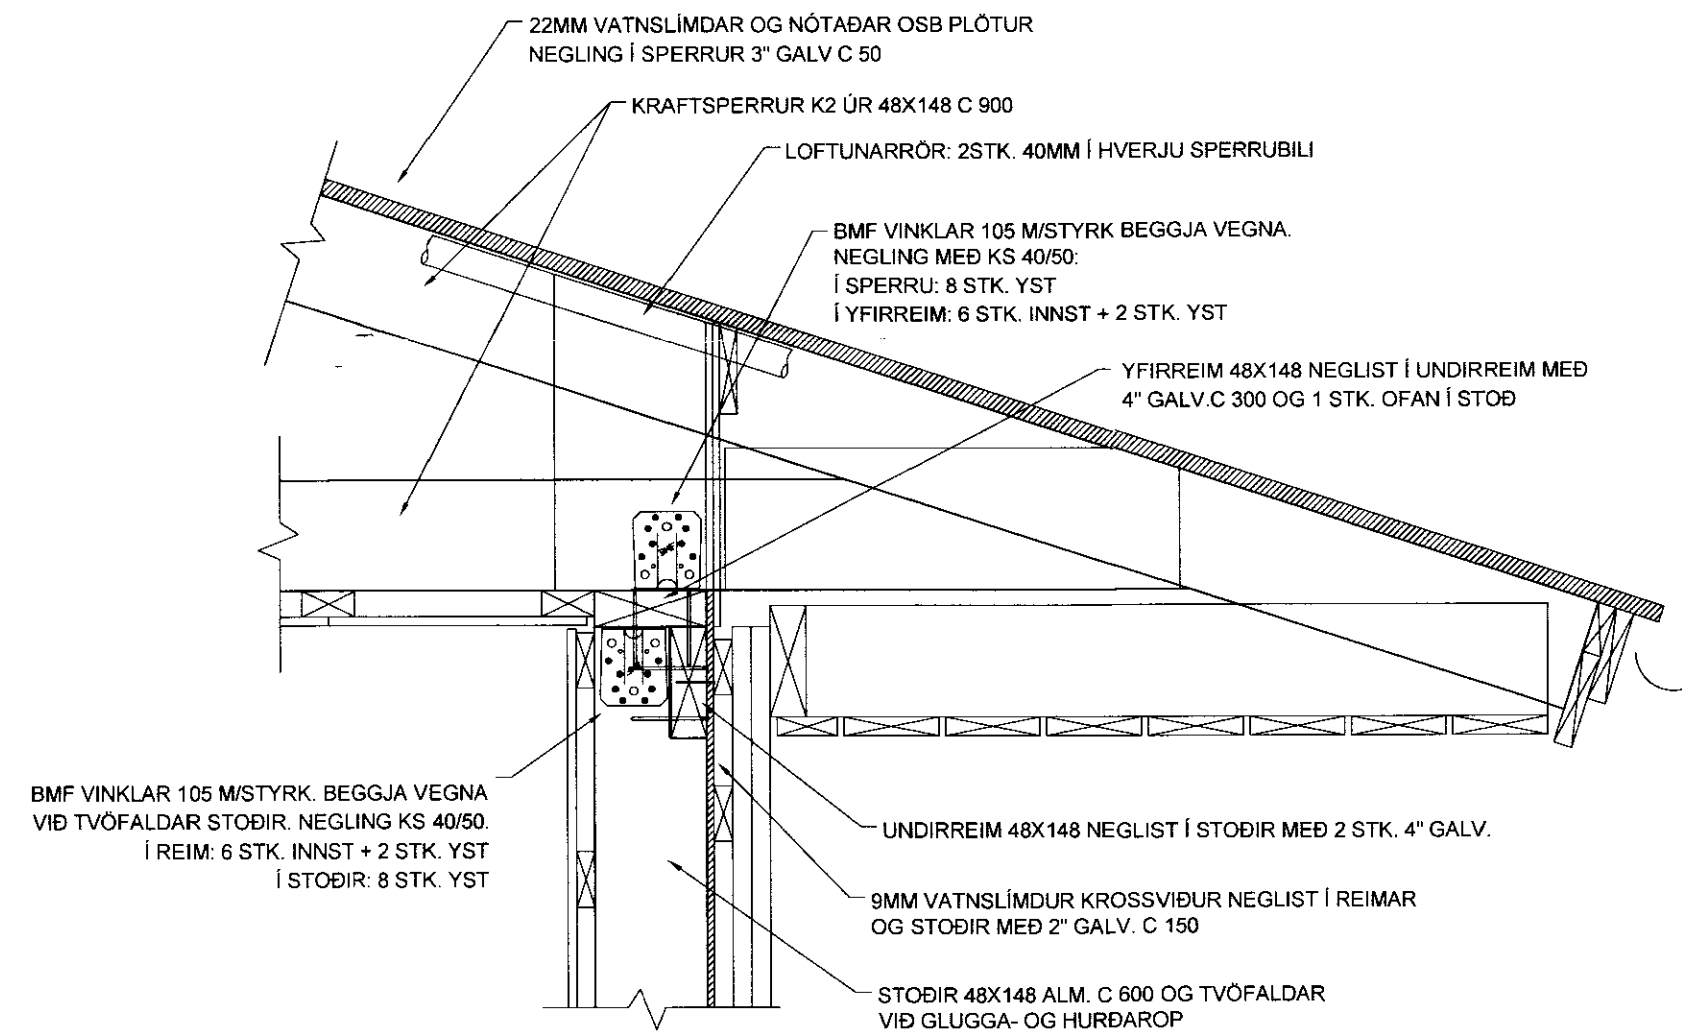 22MM VATNSLÍMDAR OG NÓTAÐAR OSB PLÖTUR
NEGLING Í SPERRUR 3" GALV C 50
KRAFTSPERRUR K2 ÚR 48X148 C 900
LOFTUNARRÖR: 2STK. 40MM Í HVERJU SPERRUBILI
BMF VINKLAR 105 M/STYRK BEGGJA VEGNA.
NEGLING MEÐ KS 40/50:
Í SPERRU: 8 STK. YST
Í YFIRREIM: 6 STK. INNST + 2 STK. YST
YFIRREIM 48X148 NEGLIST Í UNDIRREIM MEÐ
4" GALV.C 300 OG 1 STK. OFAN Í STOÐ
BMF VINKLAR 105 M/STYRK. BEGGJA VEGNA
VIÐ TVÖFALDAR STOÐIR. NEGLING KS 40/50.
Í REIM: 6 STK. INNST + 2 STK. YST
Í STOÐIR: 8 STK. YST
UNDIRREIM 48X148 NEGLIST Í STOÐIR MEÐ 2 STK. 4" GALV.
9MM VATNSLÍMDUR KROSSVIÐUR NEGLIST Í REIMAR
OG STOÐIR MEÐ 2" GALV. C 150
STOÐIR 48X148 ALM. C 600 OG TVÖFALDAR
VIÐ GLUGGA- OG HURÐAROP